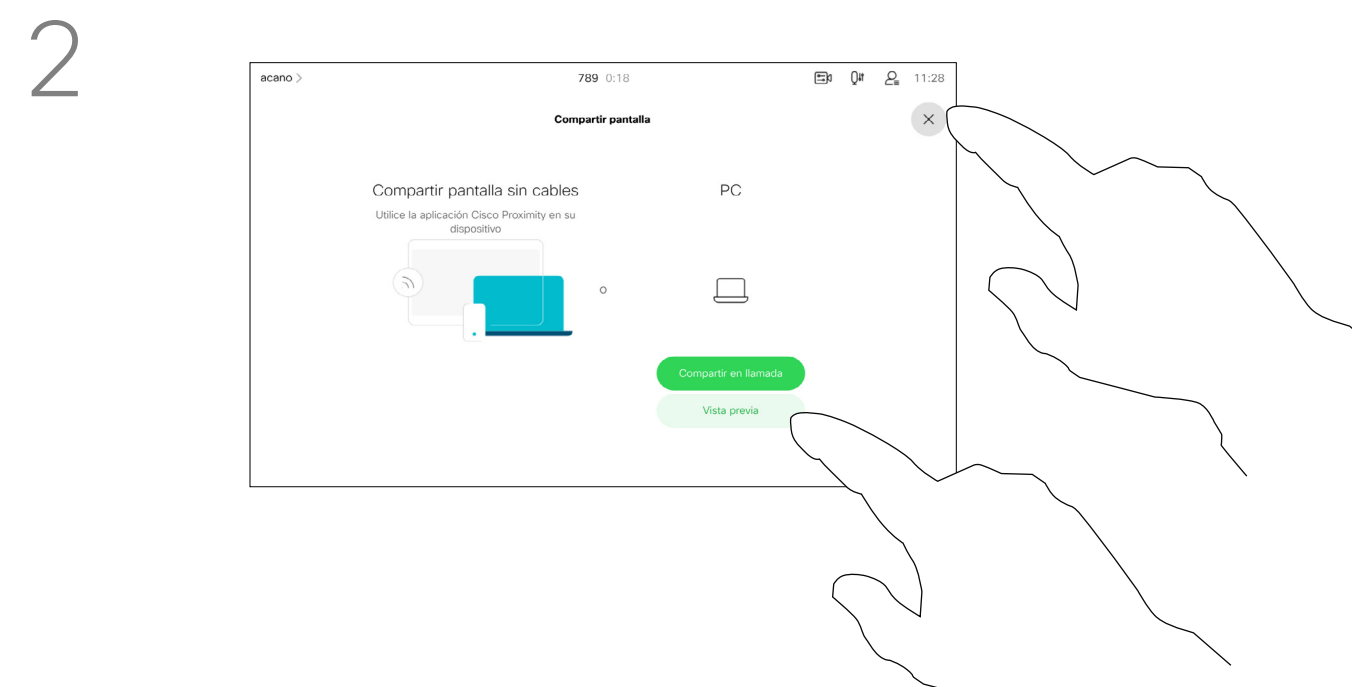 2
acano >
789 0:18
11:28
Compartir pantalla
Compartir pantalla sin cables
Utilice la aplicación Cisco Proximity en su
dispositivo
o
PC
Compartir en llamada
Vista previa